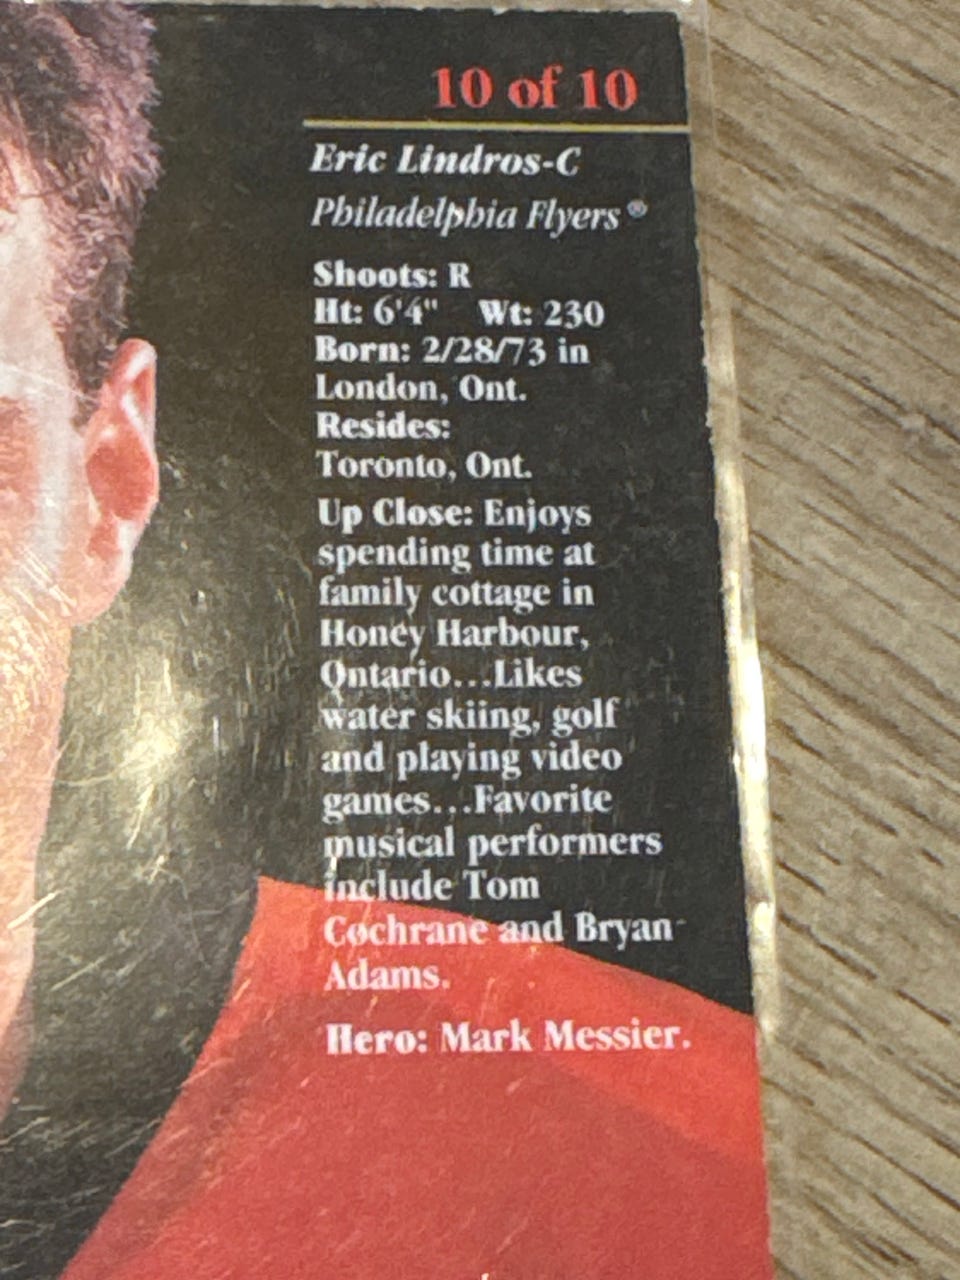 10 of 10
Eric Lindros-C
Philadelphia Flyers®
Shoots: R
Ht: 6'4" Wt: 230
Born: 2/28/73 in
London, Ont.
Resides:
Toronto, Ont.
Up Close: Enjoys
spending time at
family cottage in
Honey Harbour,
Ontario...Likes
water skiing, golf
and playing video
games...Favorite
musical performers
include Tom
Cochrane and Bryan
Adams.
Hero: Mark Messier.